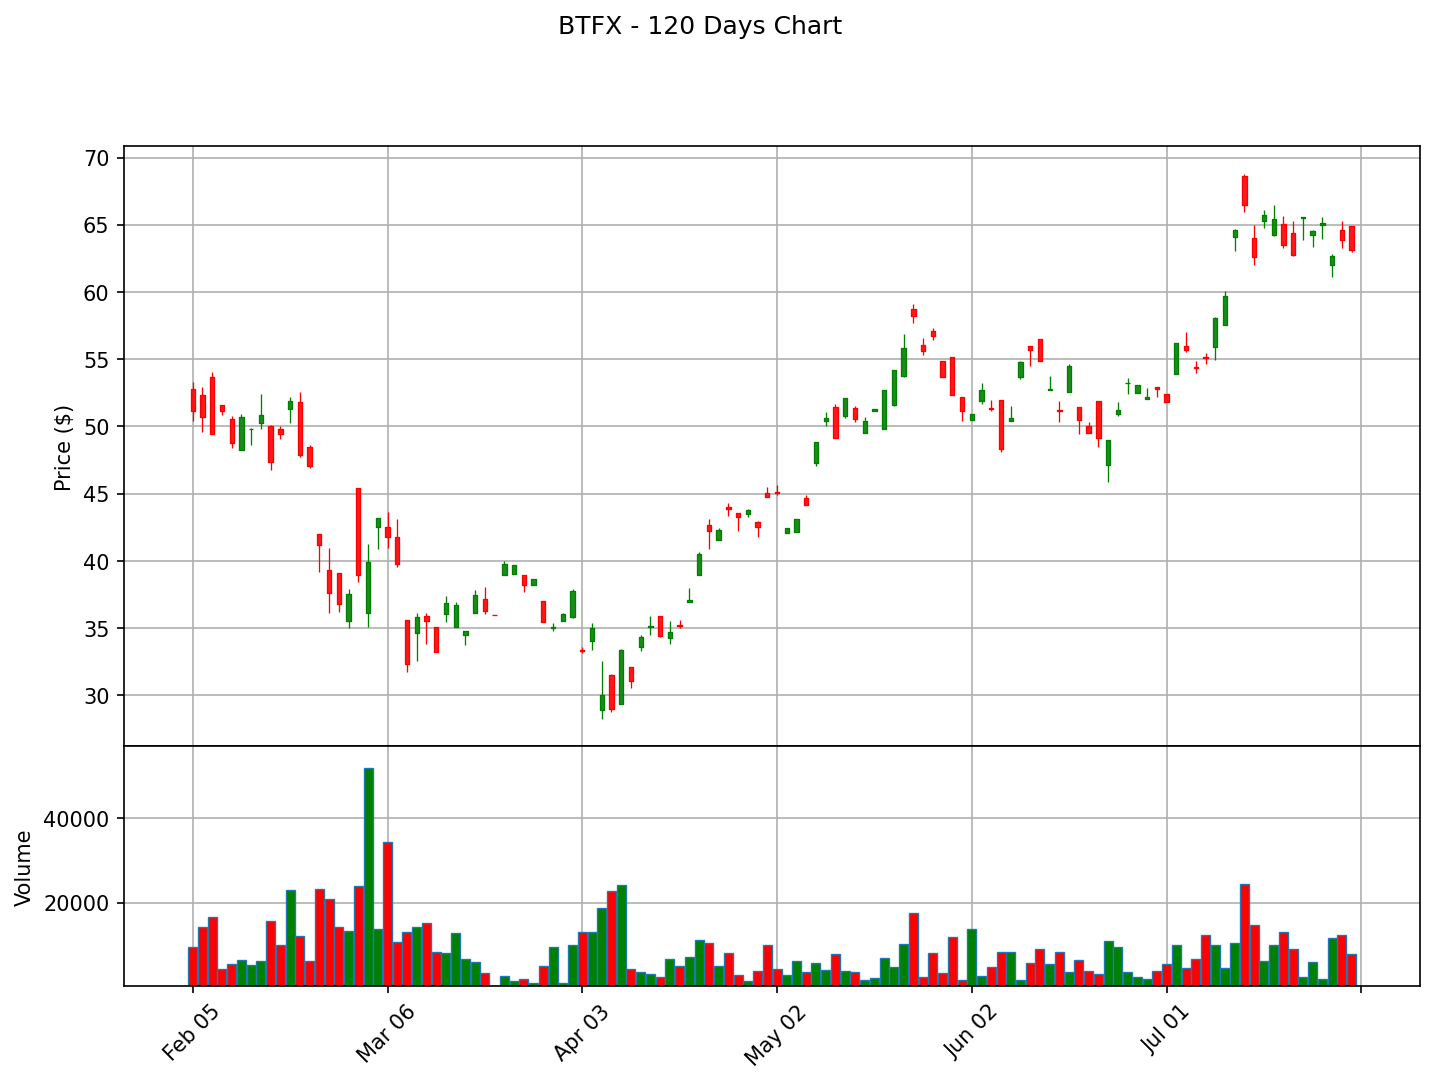 BTFX - 120 Days Chart
70
65
60
55
50
45
40
35
30
Price ($)
40000
20000
Volume
Feb 05
Mar 06
Apr 03
May 02
Jun 02
Jul 01